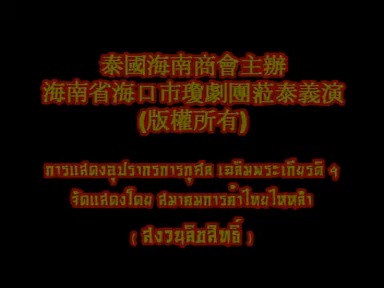 泰國海南商會主辦
海南省海口市瓊劇團蒞泰義演
(版權所有)
การแสดงอุปรากรการกุศล เฉลิมพระเกียรติ ฯ
จัดแสดงโดย สมาคมการค้าไทยไหหลำ
( สงวนลิขสิทธิ์ )